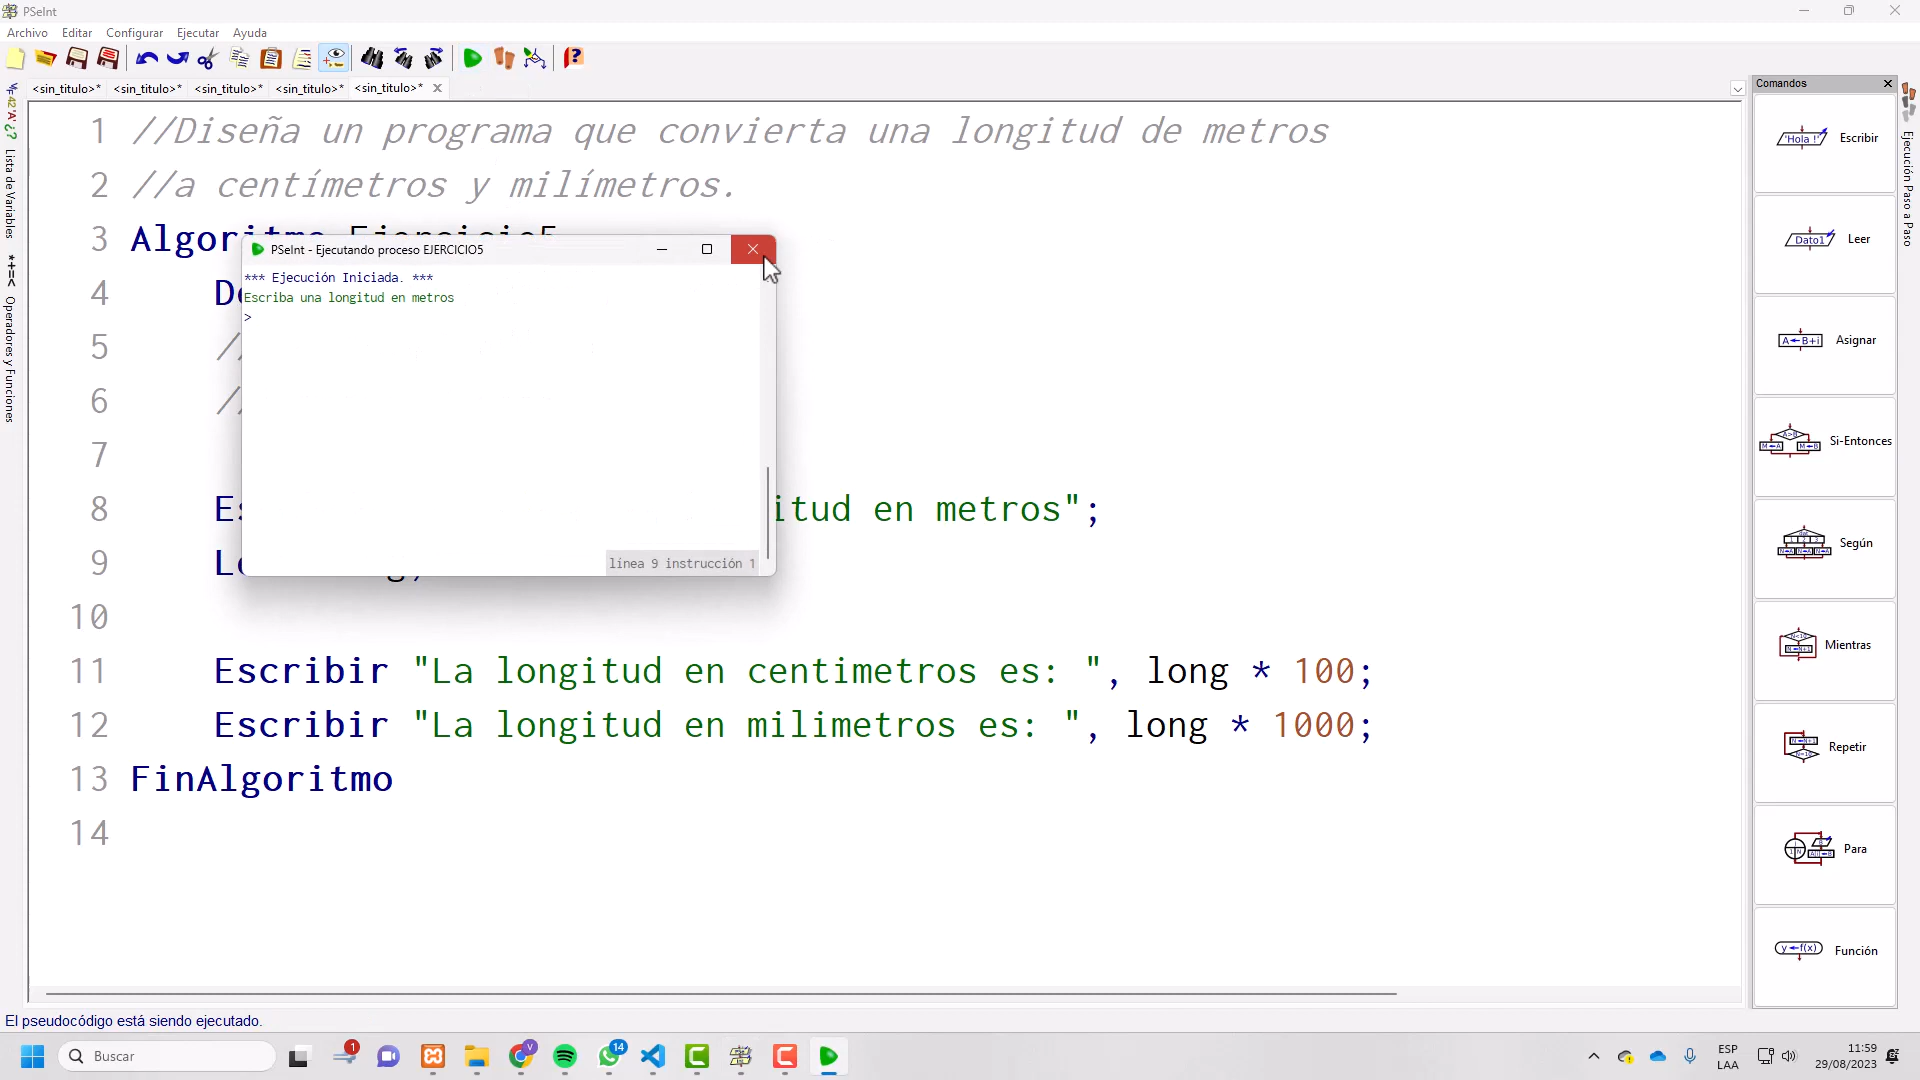 PSeInt
Archivo Editar Configurar Ejecutar Ayuda
<sin_titulo>* <sin_titulo>* <sin_titulo>* <sin_titulo>* <sin_titulo>*
Lista de Variables
Operadores y Funciones
1 //Diseña un programa que convierta una longitud de metros
2 //a centímetros y milímetros.
3
4
5
6
7
8 itud en metros";
9
10
11 Escribir "La longitud en centimetros es: ", long * 100;
12 Escribir "La longitud en milimetros es: ", long * 1000;
13 FinAlgoritmo
14
PSeInt - Ejecutando proceso EJERCICIO5
*** Ejecución Iniciada. ***
Escriba una longitud en metros
>
línea 9 instrucción 1
Comandos
'Hola !' Escribir
Dato1 Leer
A←B+i Asignar
Si-Entonces
Según
Mientras
Repetir
Para
y←f(x) Función
Ejecución Paso a Paso
El pseudocódigo está siendo ejecutado.
Buscar
1
V
14
ESP
LAA
11:59
29/08/2023